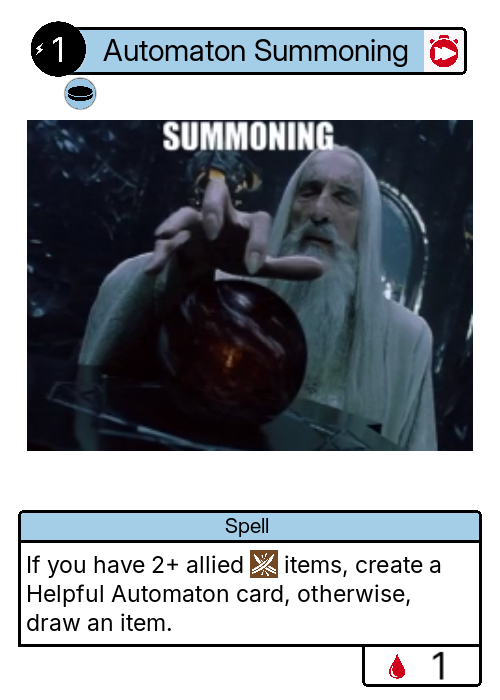 1 Automaton Summoning
SUMMONING
Spell
If you have 2+ allied items, create a
Helpful Automaton card, otherwise,
draw an item.
1